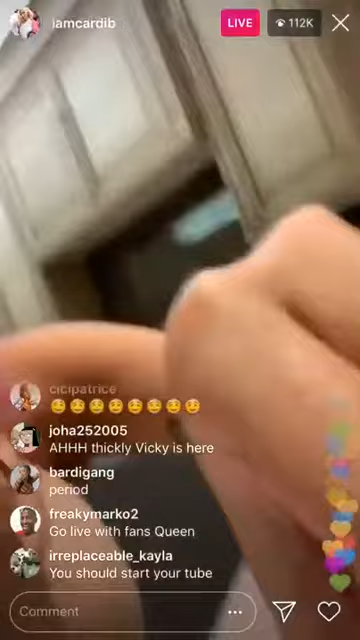 iamcardib
LIVE
112K
cicipatrice
joha252005
AHHH thickly Vicky is here
bardigang
period
freakymarko2
Go live with fans Queen
irreplaceable_kayla
You should start your tube
Comment